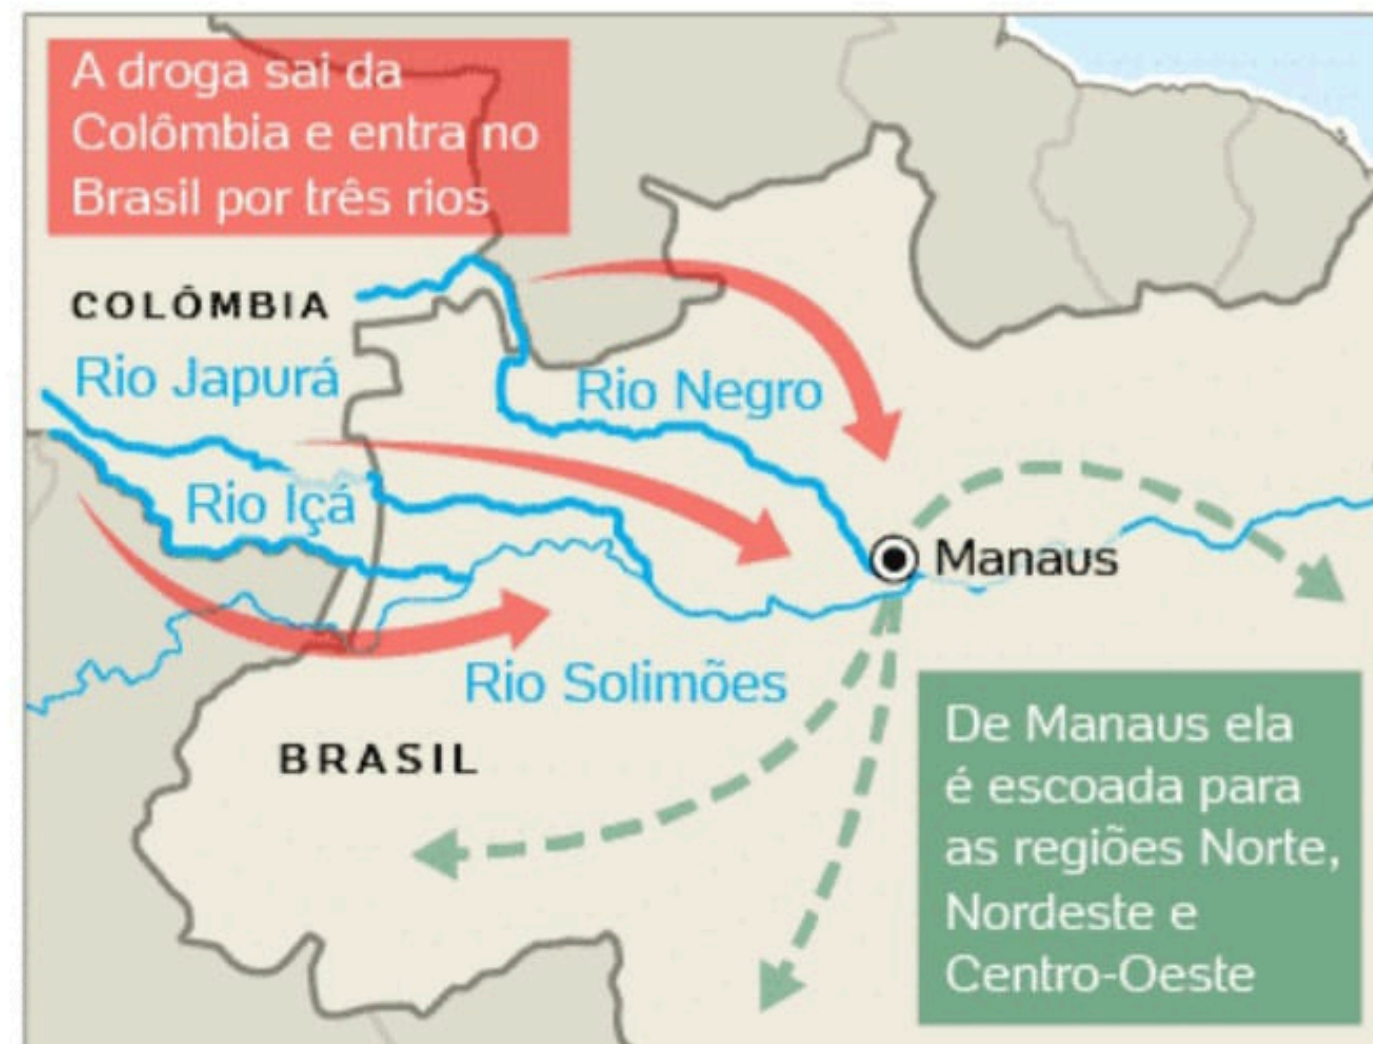 A droga sai da
Colômbia e entra no
Brasil por três rios
COLÔMBIA
Rio Japurá
Rio Negro
Rio Içá
Manaus
Rio Solimões
BRASIL
De Manaus ela
é escoada para
as regiões Norte,
Nordeste e
Centro-Oeste